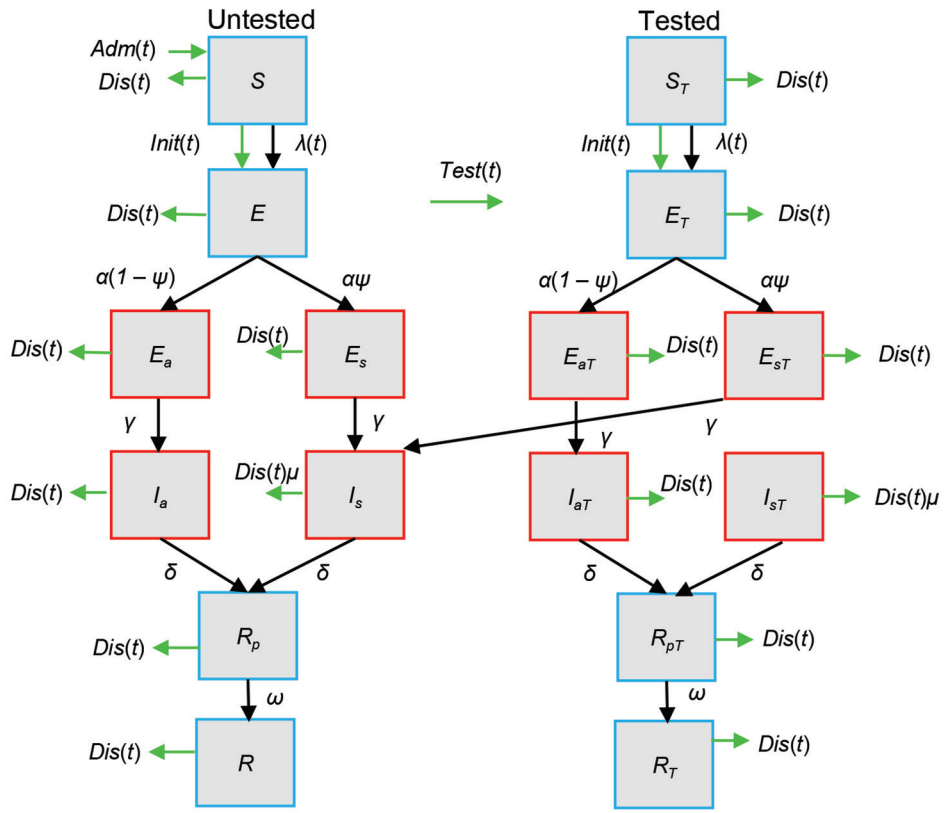 Untested
Tested
Adm(t)
Dis(t)
S
S_T
Dis(t)
Init(t)
λ(t)
Init(t)
λ(t)
Test(t)
Dis(t)
E
E_T
Dis(t)
α(1 – ψ)
αψ
α(1 – ψ)
αψ
Dis(t)
E_a
Dis(t)
E_s
E_aT
Dis(t)
E_sT
Dis(t)
γ
γ
γ
γ
Dis(t)
I_a
Dis(t)μ
I_s
I_aT
Dis(t)
I_sT
Dis(t)μ
δ
δ
δ
δ
Dis(t)
R_p
R_pT
Dis(t)
ω
ω
Dis(t)
R
R_T
Dis(t)